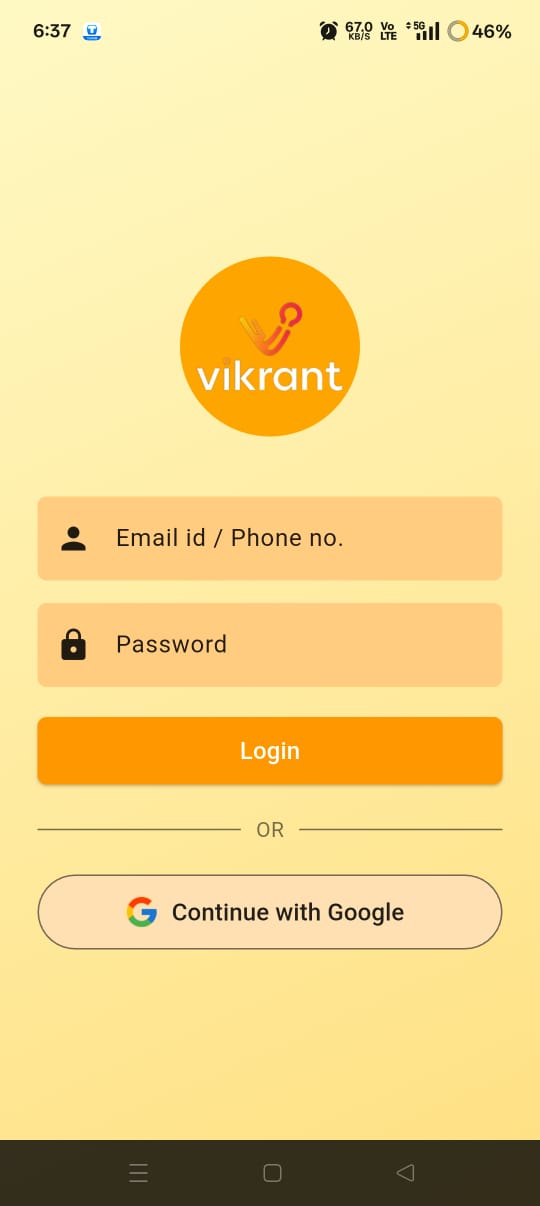 6:37
67.0 KB/S Vo LTE 5G 46%
vikrant
Email id / Phone no.
Password
Login
OR
Continue with Google